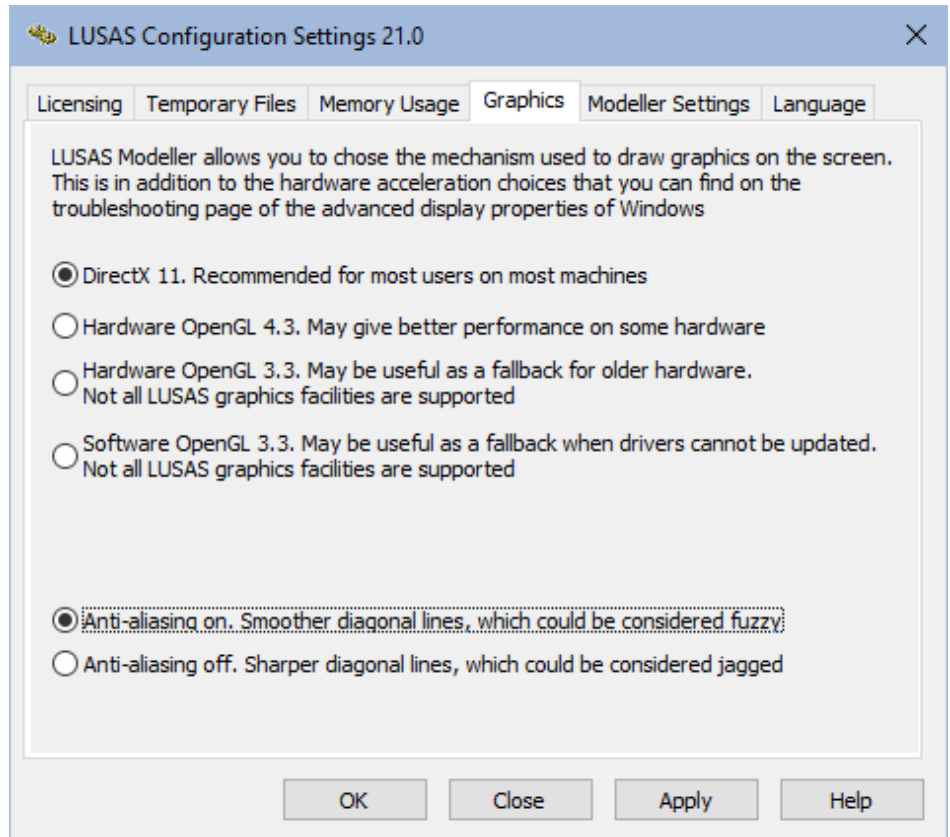 LUSAS Configuration Settings 21.0
Licensing Temporary Files Memory Usage Graphics Modeller Settings Language
LUSAS Modeller allows you to chose the mechanism used to draw graphics on the screen.
This is in addition to the hardware acceleration choices that you can find on the
troubleshooting page of the advanced display properties of Windows
DirectX 11. Recommended for most users on most machines
Hardware OpenGL 4.3. May give better performance on some hardware
Hardware OpenGL 3.3. May be useful as a fallback for older hardware.
Not all LUSAS graphics facilities are supported
Software OpenGL 3.3. May be useful as a fallback when drivers cannot be updated.
Not all LUSAS graphics facilities are supported
Anti-aliasing on. Smoother diagonal lines, which could be considered fuzzy
Anti-aliasing off. Sharper diagonal lines, which could be considered jagged
OK Close Apply Help